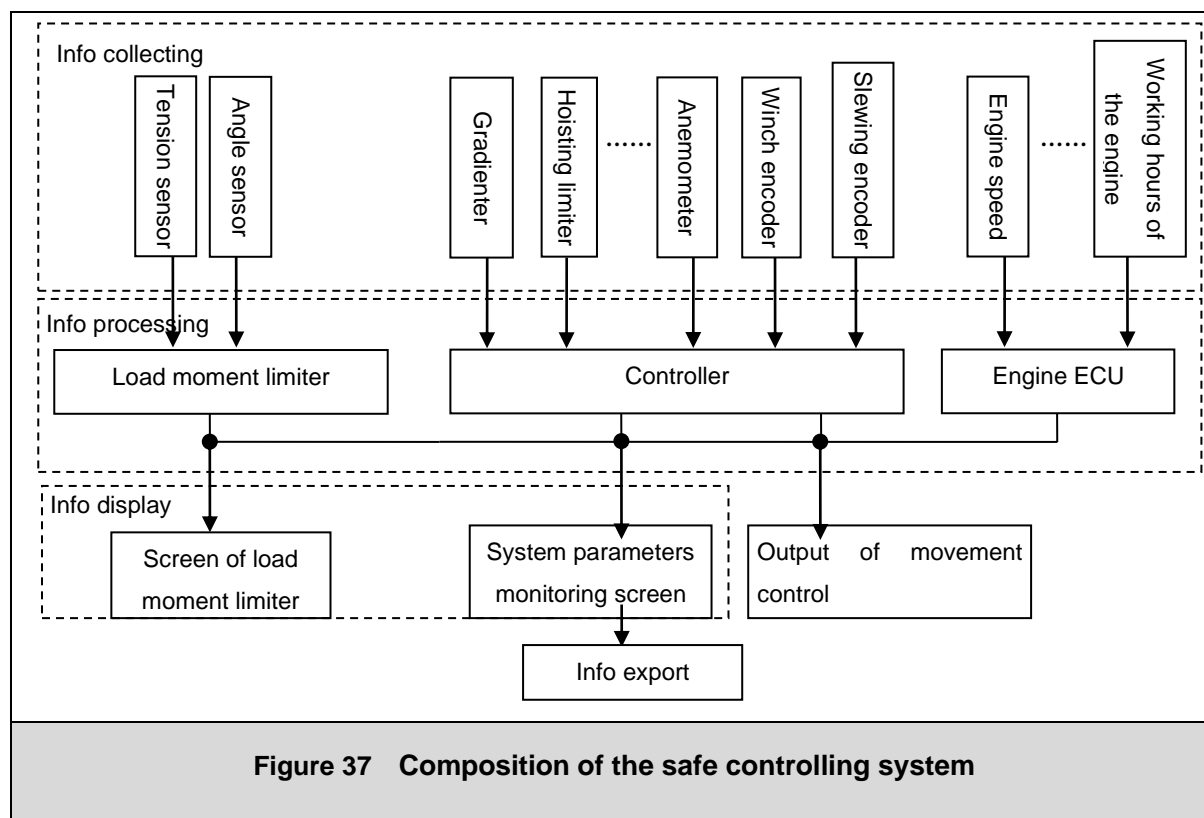 Info collecting
Tension sensor
Angle sensor
Gradienter
Hoisting limiter
......
Anemometer
Winch encoder
Slewing encoder
Engine speed
......
Working hours of
the engine
Info processing
Load moment limiter
Controller
Engine ECU
Info display
Screen of load
moment limiter
System parameters
monitoring screen
Output of movement
control
Info export
Figure 37 Composition of the safe controlling system